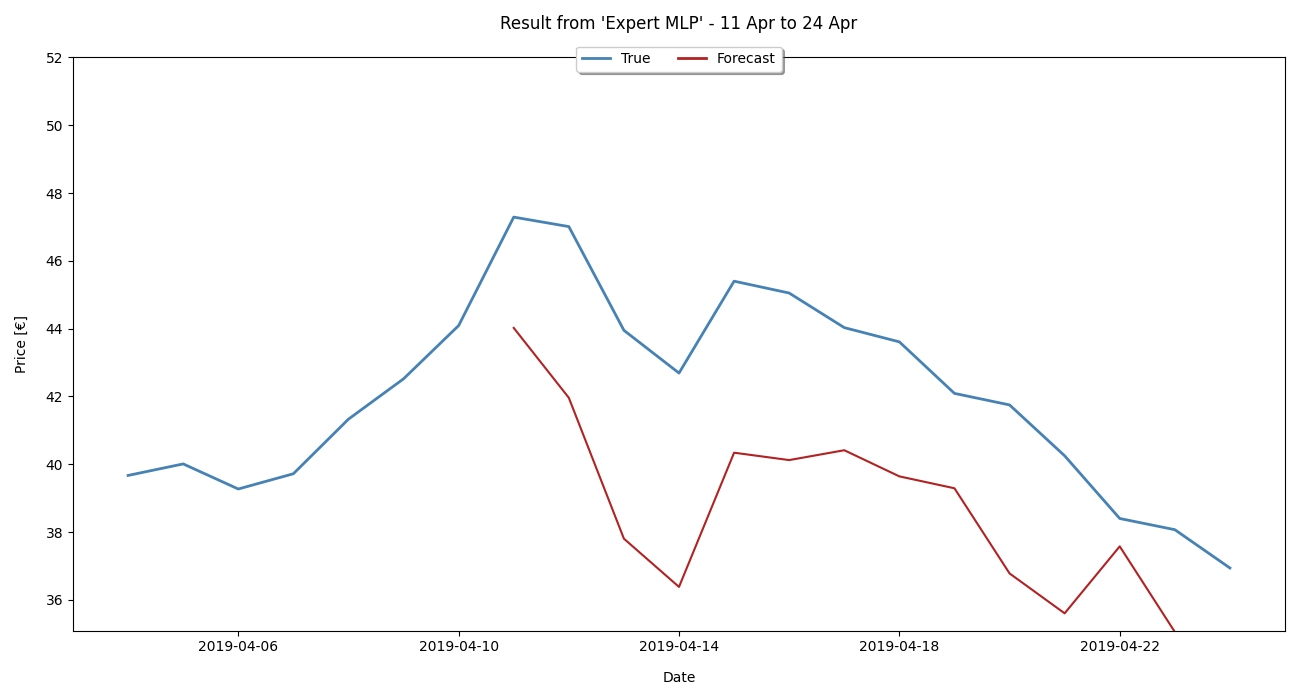 Result from 'Expert MLP' - 11 Apr to 24 Apr
True Forecast
52
50
48
46
44
42
40
38
36
Price [€]
2019-04-06 2019-04-10 2019-04-14 2019-04-18 2019-04-22
Date